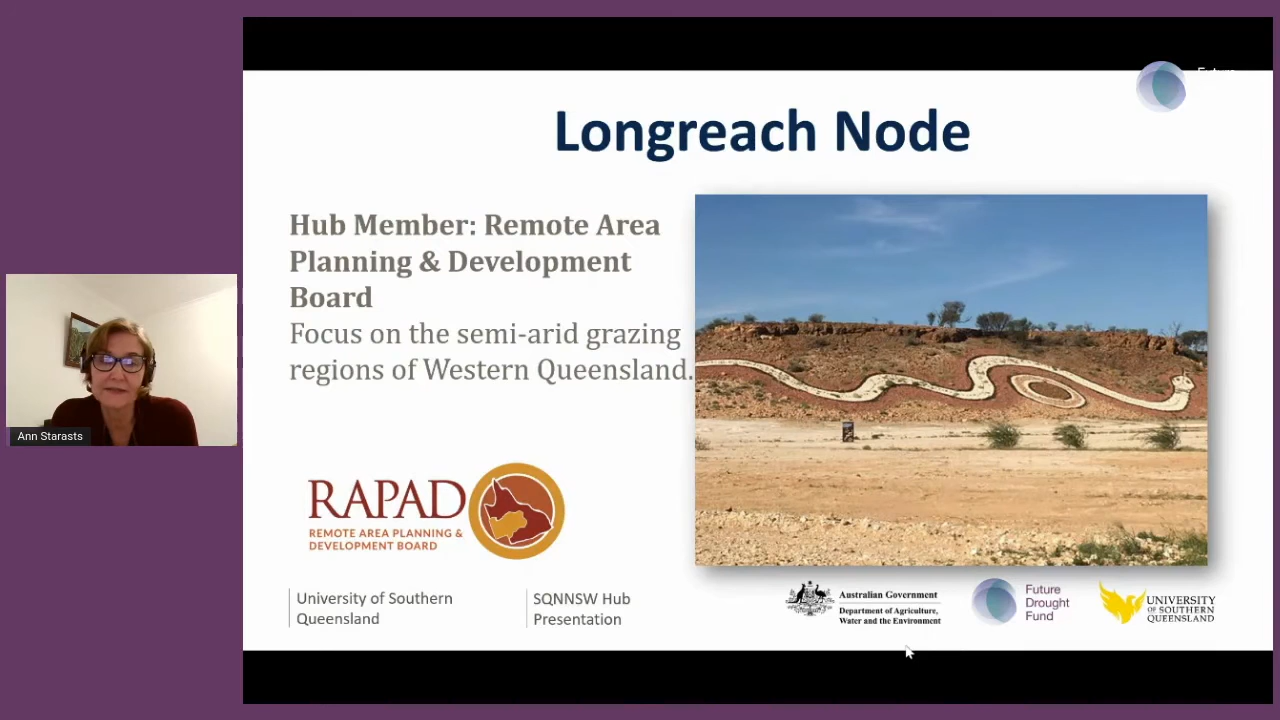 Longreach Node
Hub Member: Remote Area
Planning & Development
Board
Focus on the semi-arid grazing
regions of Western Queensland.
RAPAD
REMOTE AREA PLANNING &
DEVELOPMENT BOARD
University of Southern
Queensland
SQNNSW Hub
Presentation
Australian Government
Department of Agriculture,
Water and the Environment
Future
Drought
Fund
UNIVERSITY
OF SOUTHERN
QUEENSLAND
Ann Starasts